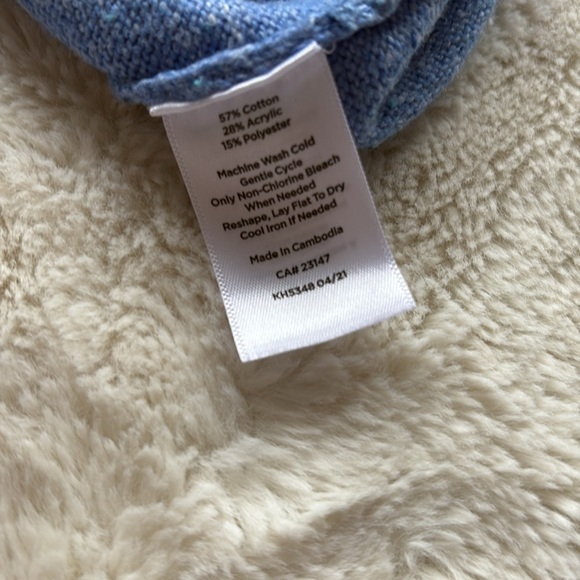 57% Cotton
28% Acrylic
15% Polyester
Machine Wash Cold
Gentle Cycle
Only Non-Chlorine Bleach
When Needed
Reshape, Lay Flat To Dry
Cool Iron If Needed
Made In Cambodia
CA# 23147
KH5348 04/21